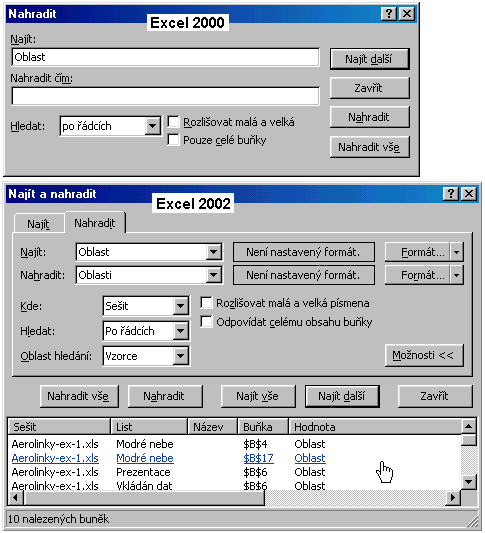 Nahradit
Excel 2000
Najít:
Oblast
Najít další
Nahradit čím:
Zavřít
Hledat: po řádcích
Rozlišovat malá a velká
Nahradit
Pouze celé buňky
Nahradit vše
Najít a nahradit
Excel 2002
Najít Nahradit
Najít: Oblast Není nastavený formát. Formát...
Nahradit: Oblasti Není nastavený formát. Formát...
Kde: Sešit Rozlišovat malá a velká písmena
Hledat: Po řádcích Odpovídat celému obsahu buňky
Oblast hledání: Vzorce Možnosti <<
Nahradit vše Nahradit Najít vše Najít další Zavřít
Sešit List Název Buňka Hodnota
Aerolinky-ex-1.xls Modré nebe $B$4 Oblast
Aerolinky-ex-1.xls Modré nebe $B$17 Oblast
Aerolinky-ex-1.xls Prezentace $B$6 Oblast
Aerolinky-ex-1.xls Vkládán dat $B$6 Oblast
10 nalezených buněk